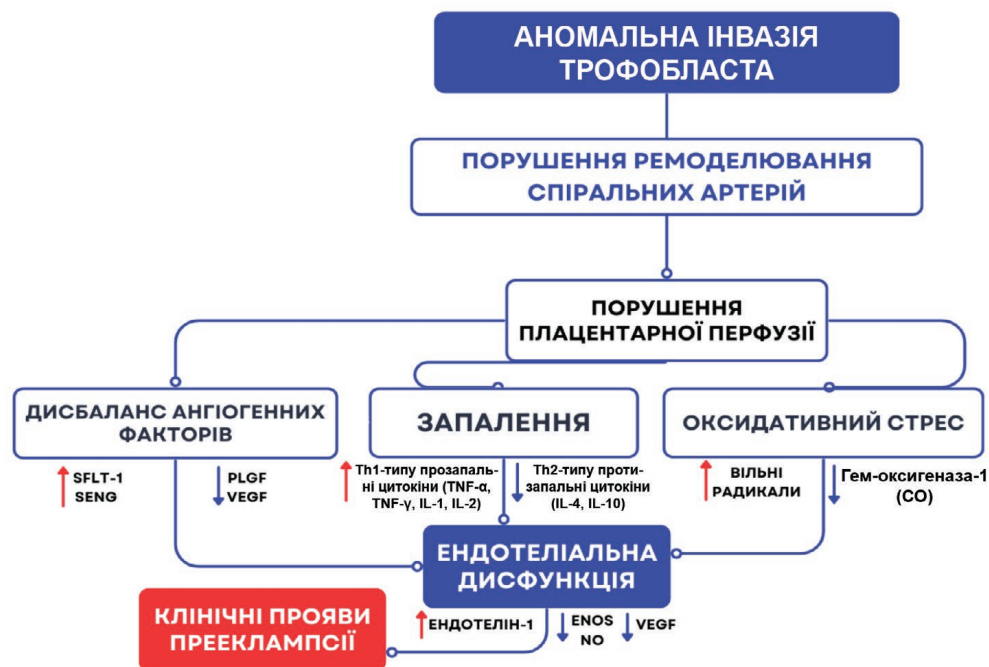 АНОМАЛЬНА ІНВАЗІЯ
ТРОФОБЛАСТА
ПОРУШЕННЯ РЕМОДЕЛЮВАННЯ
СПІРАЛЬНИХ АРТЕРІЙ
ПОРУШЕННЯ
ПЛАЦЕНТАРНОЇ ПЕРФУЗІЇ
ДИСБАЛАНС АНГІОГЕННИХ
ФАКТОРІВ
SFLT-1
SENG
PLGF
VEGF
ЗАПАЛЕННЯ
Th1-типу прозапаль-
ні цитокіни (TNF-α,
TNF-γ, IL-1, IL-2)
Th2-типу проти-
запальні цитокіни
(IL-4, IL-10)
ОКСИДАТИВНИЙ СТРЕС
ВІЛЬНІ
РАДИКАЛИ
Гем-оксигеназа-1
(СО)
ЕНДОТЕЛІАЛЬНА
ДИСФУНКЦІЯ
ЕНДОТЕЛІН-1
ENOS
NO
VEGF
КЛІНІЧНІ ПРОЯВИ
ПРЕЕКЛАМПСІЇ